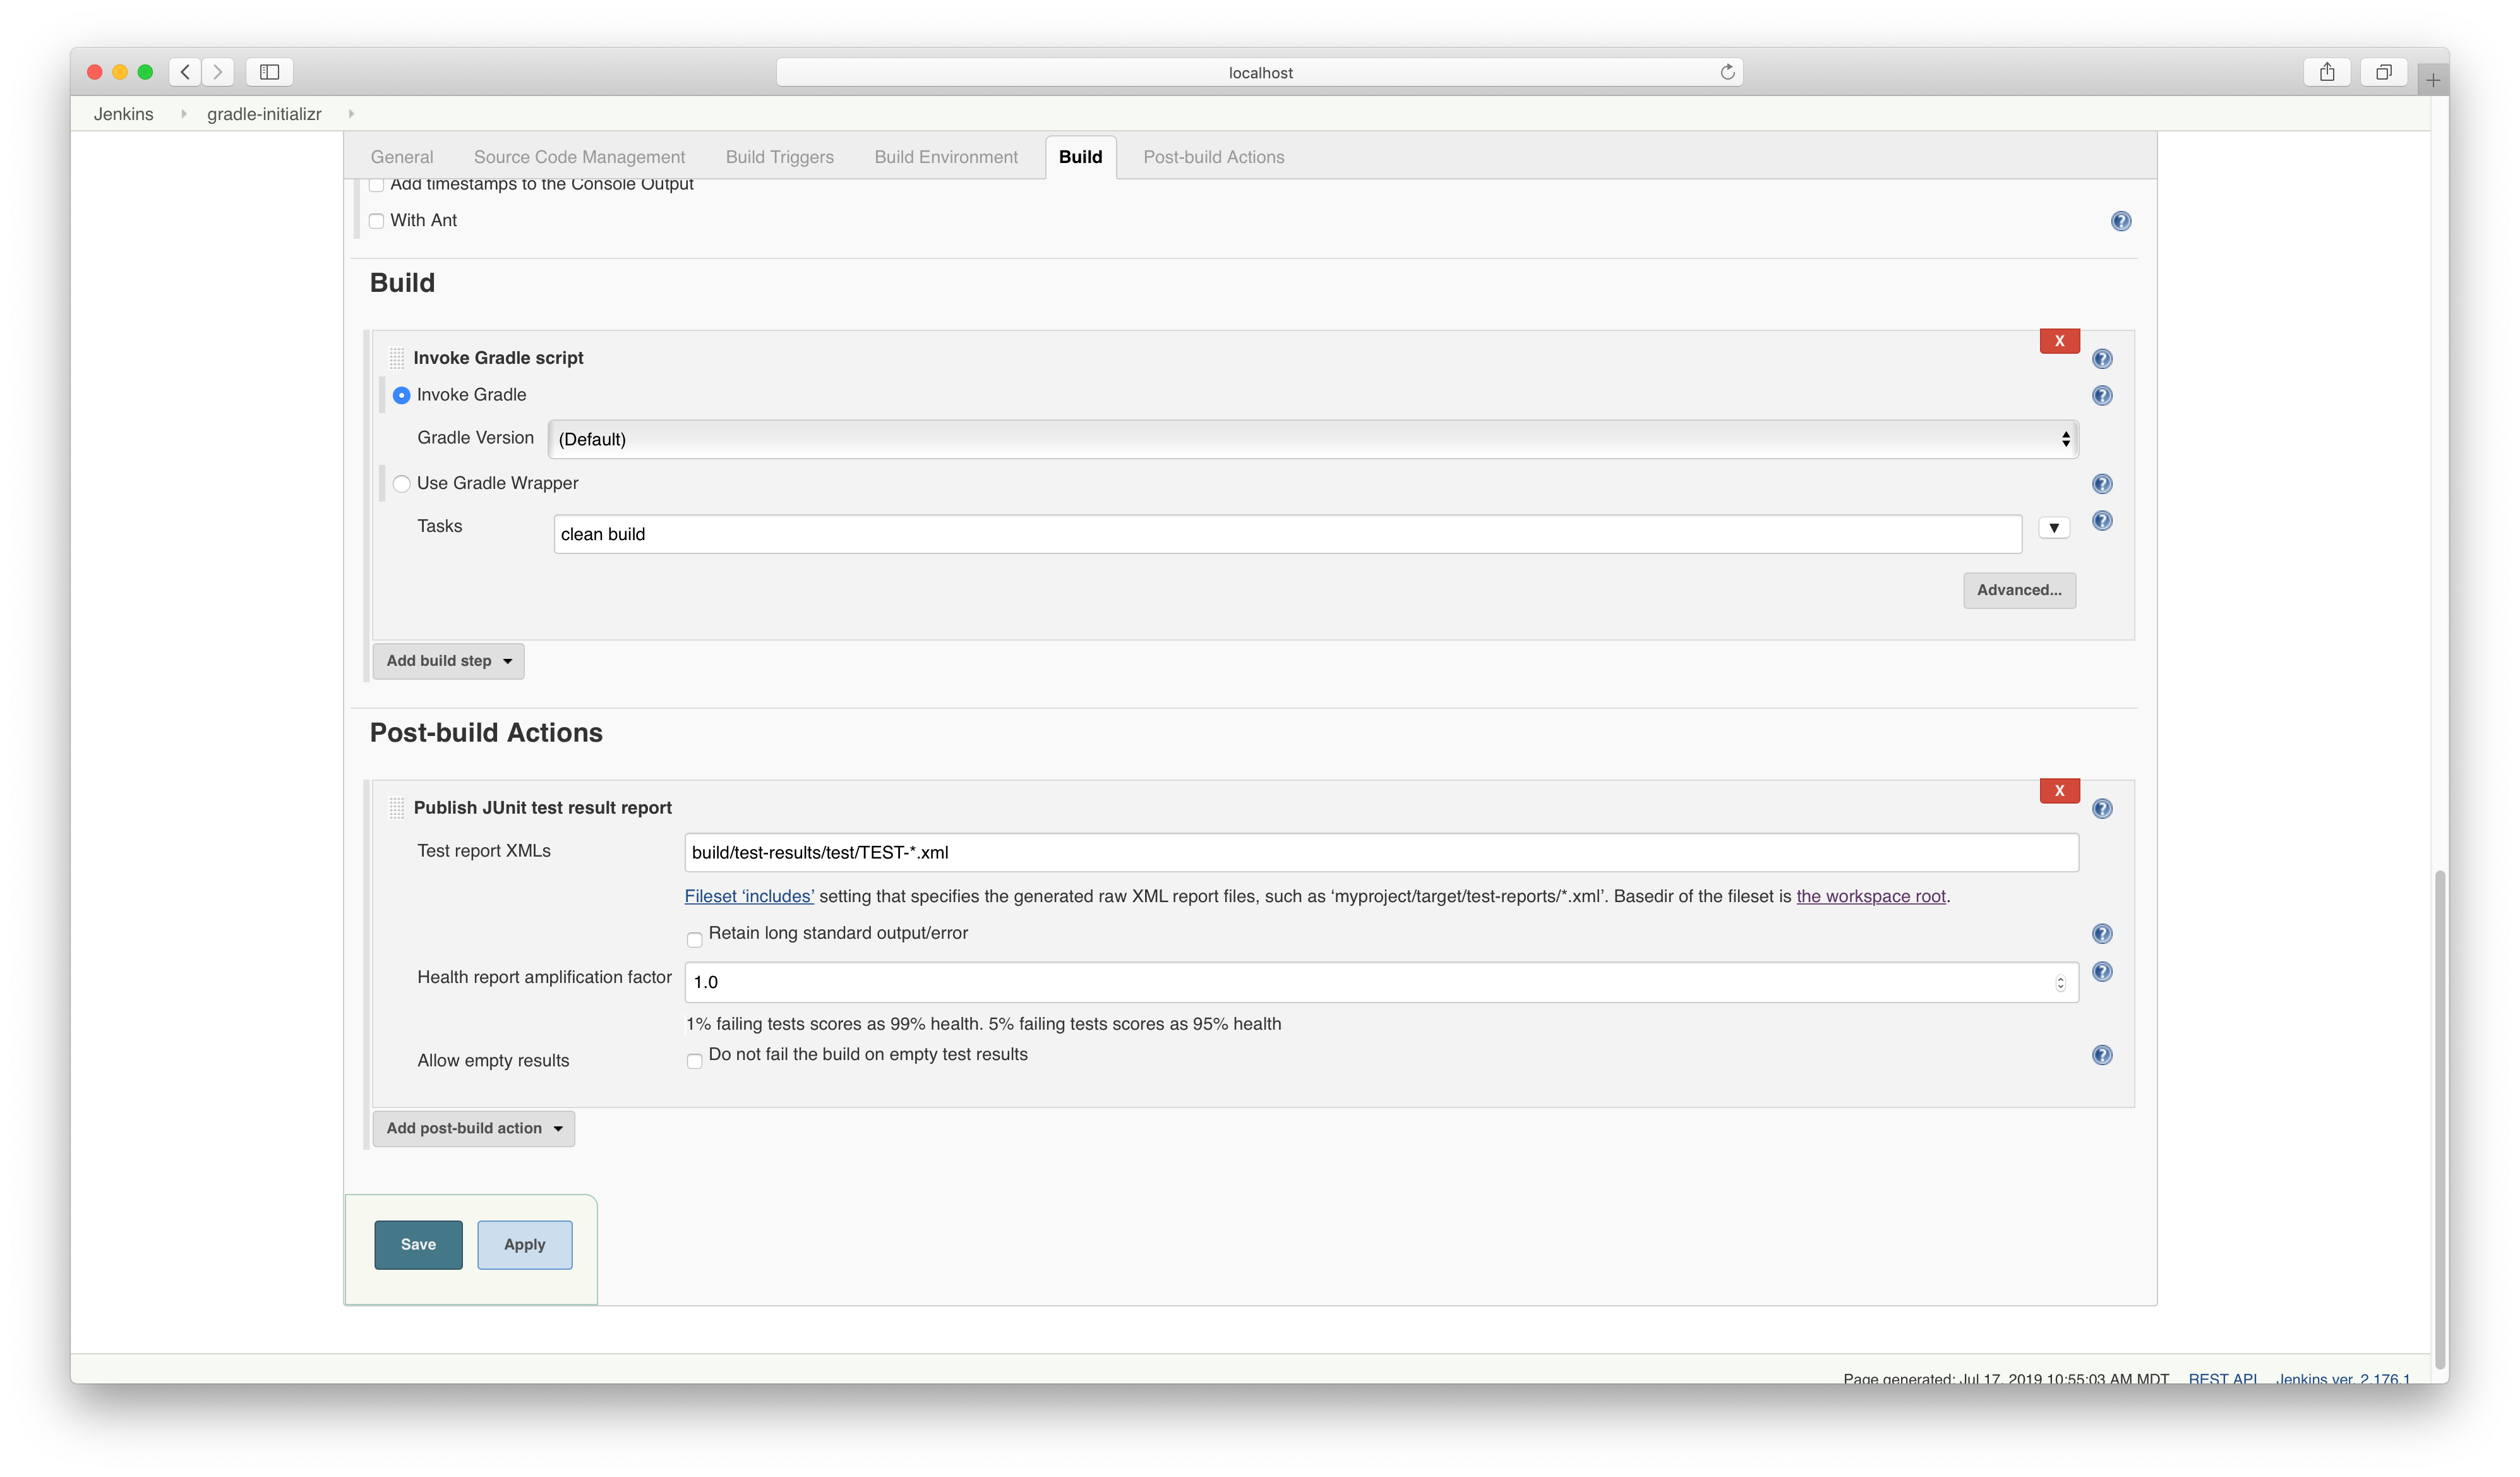 localhost
Jenkins gradle-initializr
General Source Code Management Build Triggers Build Environment Build Post-build Actions
Add timestamps to the Console Output
With Ant
Build
X
Invoke Gradle script
Invoke Gradle
Gradle Version (Default)
Use Gradle Wrapper
Tasks clean build
Advanced...
Add build step
Post-build Actions
X
Publish JUnit test result report
Test report XMLs build/test-results/test/TEST-*.xml
Fileset ‘includes’ setting that specifies the generated raw XML report files, such as ‘myproject/target/test-reports/*.xml’. Basedir of the fileset is the workspace root.
Retain long standard output/error
Health report amplification factor 1.0
1% failing tests scores as 99% health. 5% failing tests scores as 95% health
Allow empty results Do not fail the build on empty test results
Add post-build action
Save Apply
Page generated: Jul 17, 2019 10:55:03 AM MDT REST API Jenkins ver. 2.176.1